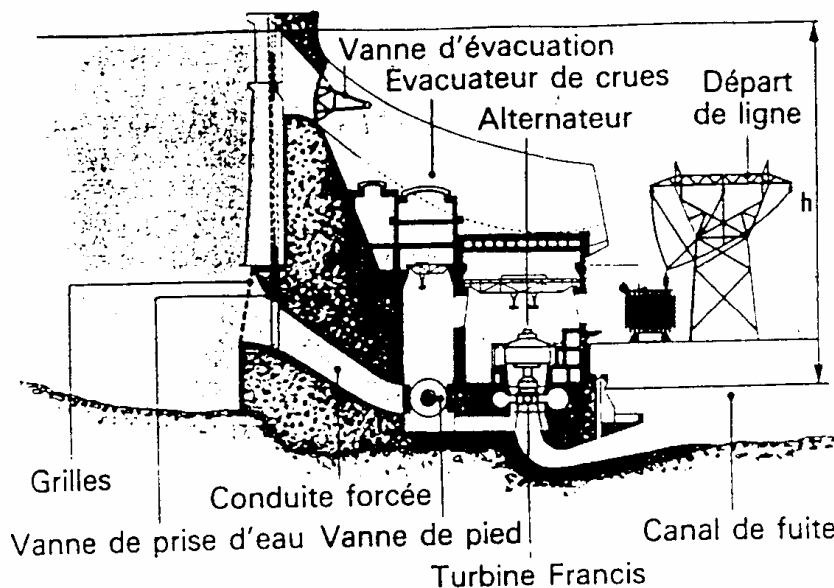 Vanne d'évacuation
Évacuateur de crues
Départ
de ligne
Alternateur
h
Grilles
Conduite forcée
Vanne de prise d'eau
Vanne de pied
Canal de fuite
Turbine Francis